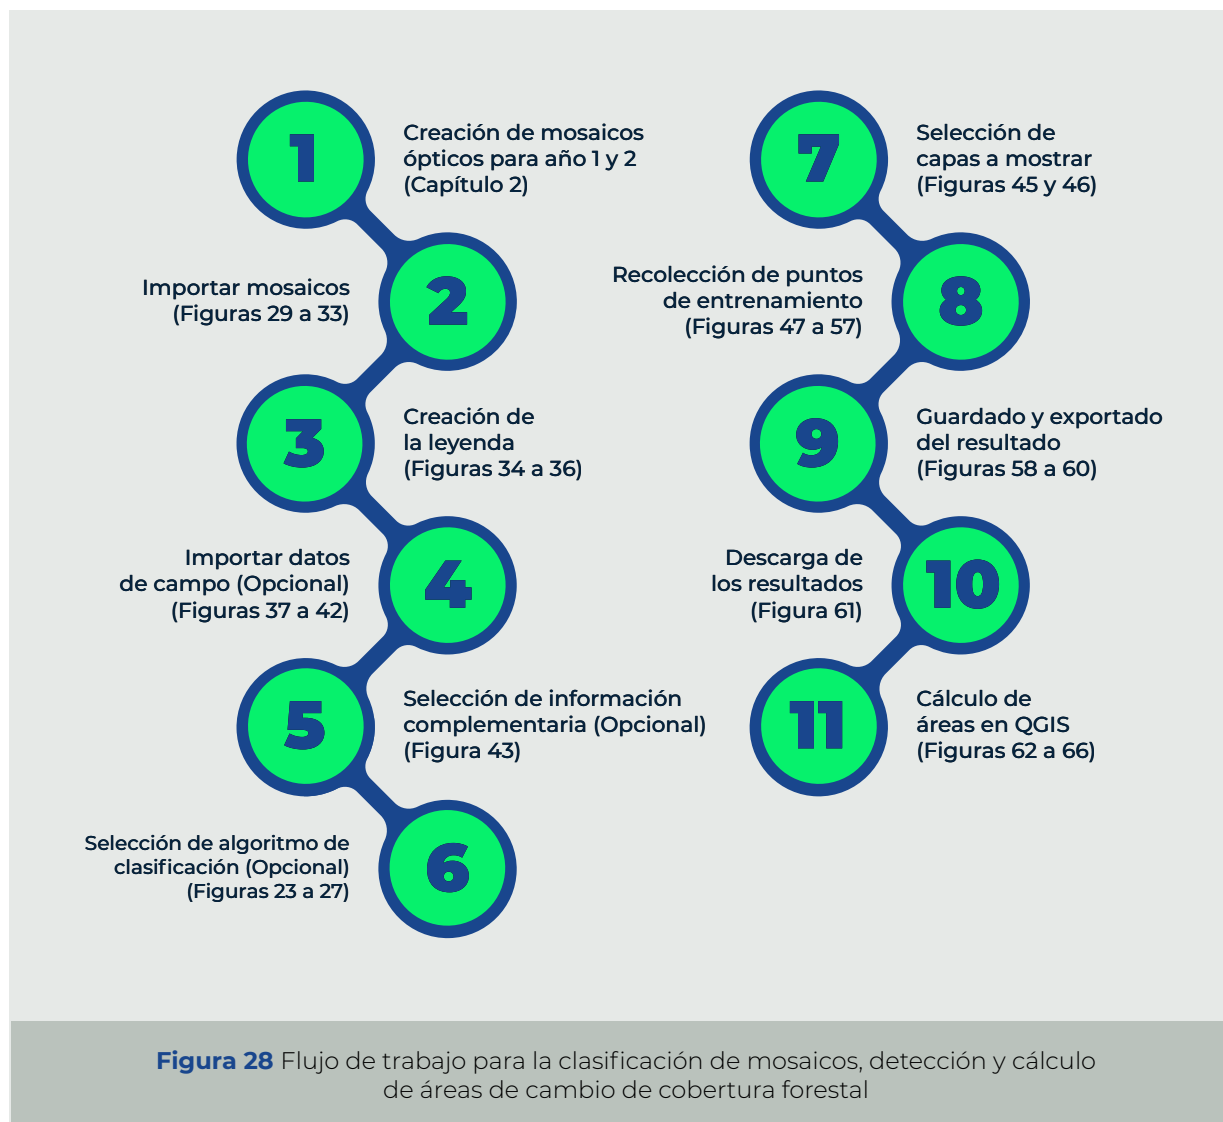 1
Creación de mosaicos
ópticos para año 1 y 2
(Capítulo 2)
2
Importar mosaicos
(Figuras 29 a 33)
3
Creación de
la leyenda
(Figuras 34 a 36)
4
Importar datos
de campo (Opcional)
(Figuras 37 a 42)
5
Selección de información
complementaria (Opcional)
(Figura 43)
6
Selección de algoritmo de
clasificación (Opcional)
(Figuras 23 a 27)
7
Selección de
capas a mostrar
(Figuras 45 y 46)
8
Recolección de puntos
de entrenamiento
(Figuras 47 a 57)
9
Guardado y exportado
del resultado
(Figuras 58 a 60)
10
Descarga de
los resultados
(Figura 61)
11
Cálculo de
áreas en QGIS
(Figuras 62 a 66)
Figura 28 Flujo de trabajo para la clasificación de mosaicos, detección y cálculo
de áreas de cambio de cobertura forestal